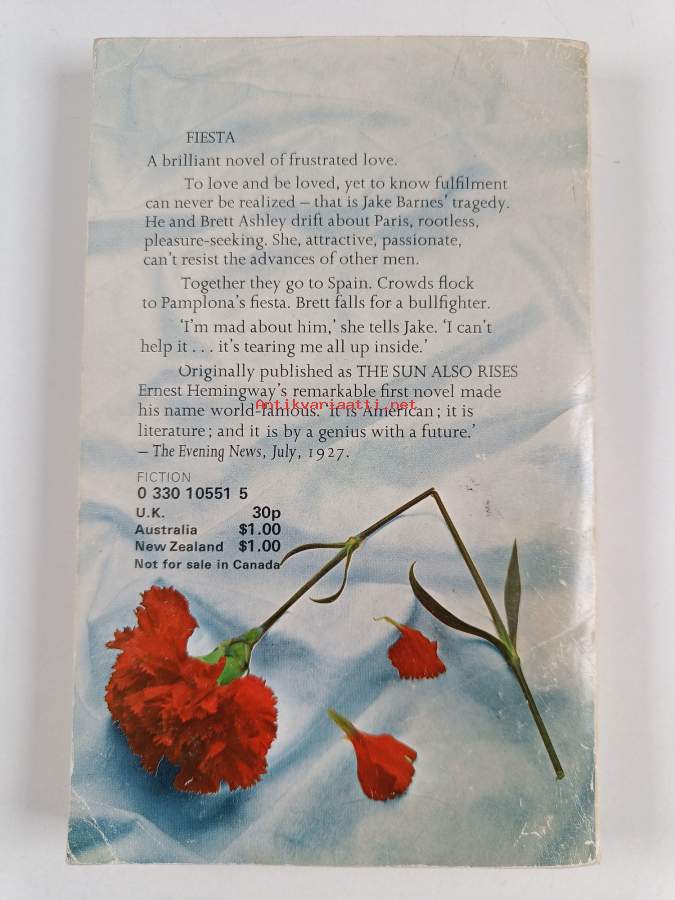 FIESTA
A brilliant novel of frustrated love.
To love and be loved, yet to know fulfilment
can never be realized – that is Jake Barnes' tragedy.
He and Brett Ashley drift about Paris, rootless,
pleasure-seeking. She, attractive, passionate,
can't resist the advances of other men.
Together they go to Spain. Crowds flock
to Pamplona's fiesta. Brett falls for a bullfighter.
'I'm mad about him,' she tells Jake. 'I can't
help it . . . it's tearing me all up inside.'
Originally published as THE SUN ALSO RISES
Ernest Hemingway's remarkable first novel made
his name world-famous. 'It is American; it is
Antikvariaatti.net
literature; and it is by a genius with a future.'
– The Evening News, July, 1927.
FICTION
0 330 10551 5
U.K. 30p
Australia $1.00
New Zealand $1.00
Not for sale in Canada